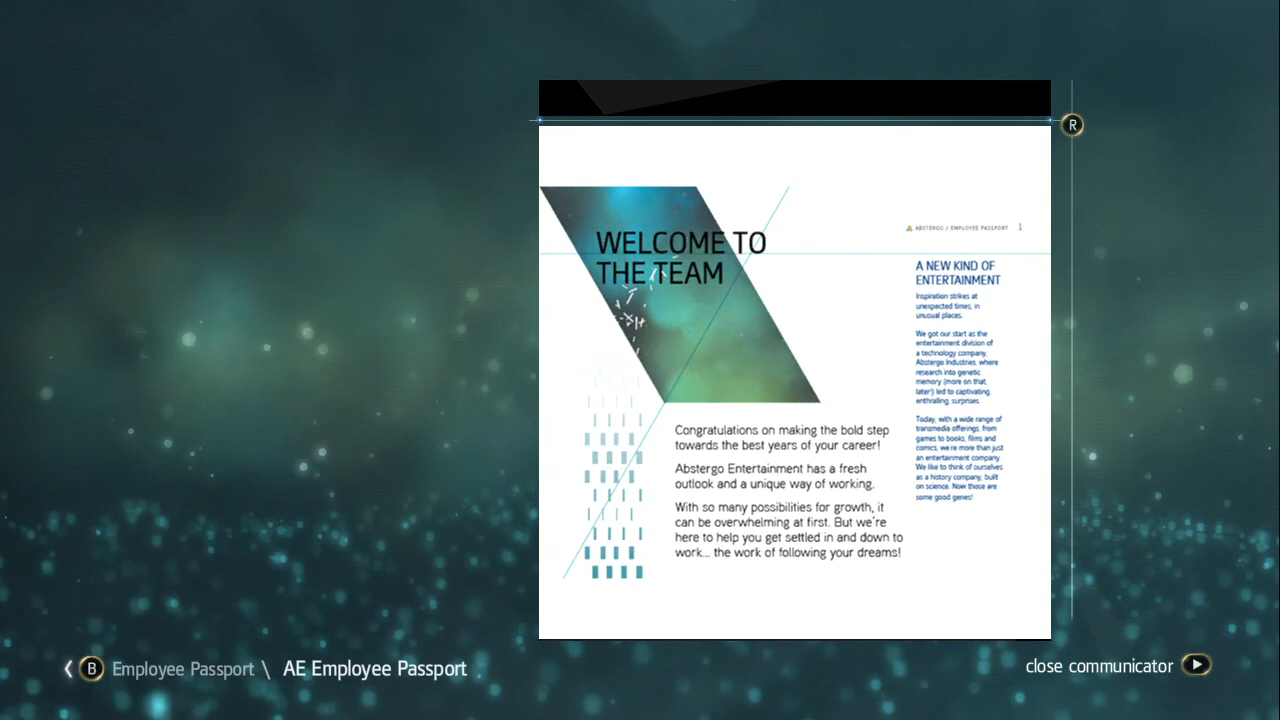 R
WELCOME TO
THE TEAM
ABSTERGO / EMPLOYEE PASSPORT 1
A NEW KIND OF
ENTERTAINMENT
Inspiration strikes at
unexpected times, in
unusual places.
We got our start as the
entertainment division of
a technology company,
Abstergo Industries, where
research into genetic
memory (more on that,
later!) led to captivating,
enthralling, surprises.
Today, with a wide range of
transmedia offerings, from
games to books, films and
comics, we're more than just
an entertainment company.
We like to think of ourselves
as a history company, built
on science. Now those are
some good genes!
Congratulations on making the bold step
towards the best years of your career!
Abstergo Entertainment has a fresh
outlook and a unique way of working.
With so many possibilities for growth, it
can be overwhelming at first. But we're
here to help you get settled in and down to
work... the work of following your dreams!
B Employee Passport \ AE Employee Passport
close communicator